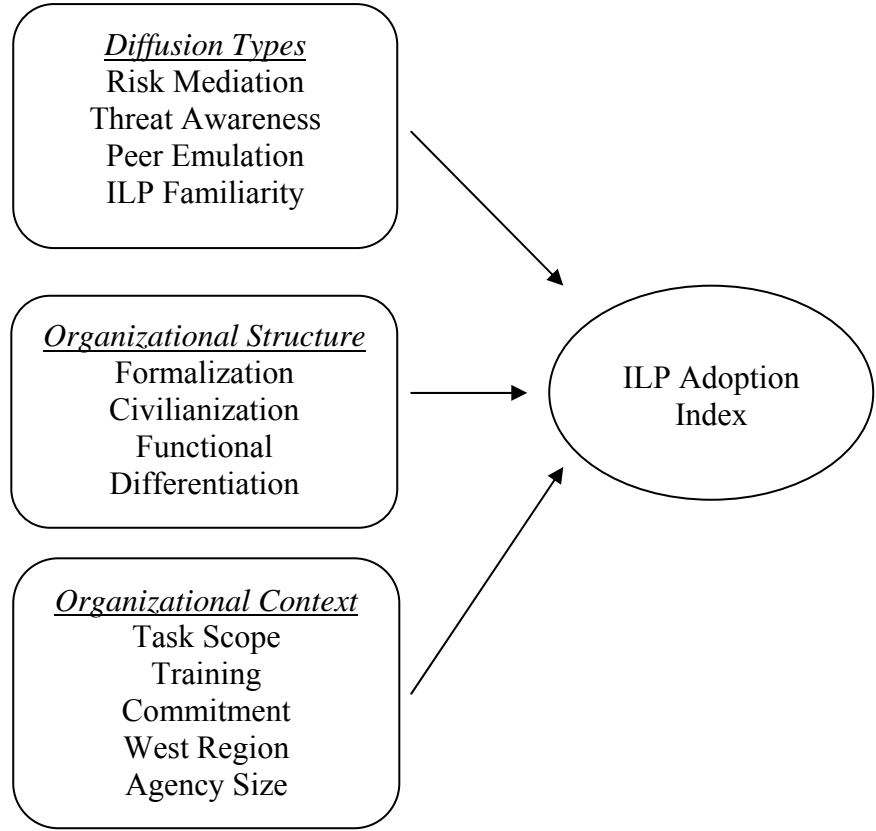 Diffusion Types
Risk Mediation
Threat Awareness
Peer Emulation
ILP Familiarity
Organizational Structure
Formalization
Civilianization
Functional
Differentiation
ILP Adoption
Index
Organizational Context
Task Scope
Training
Commitment
West Region
Agency Size